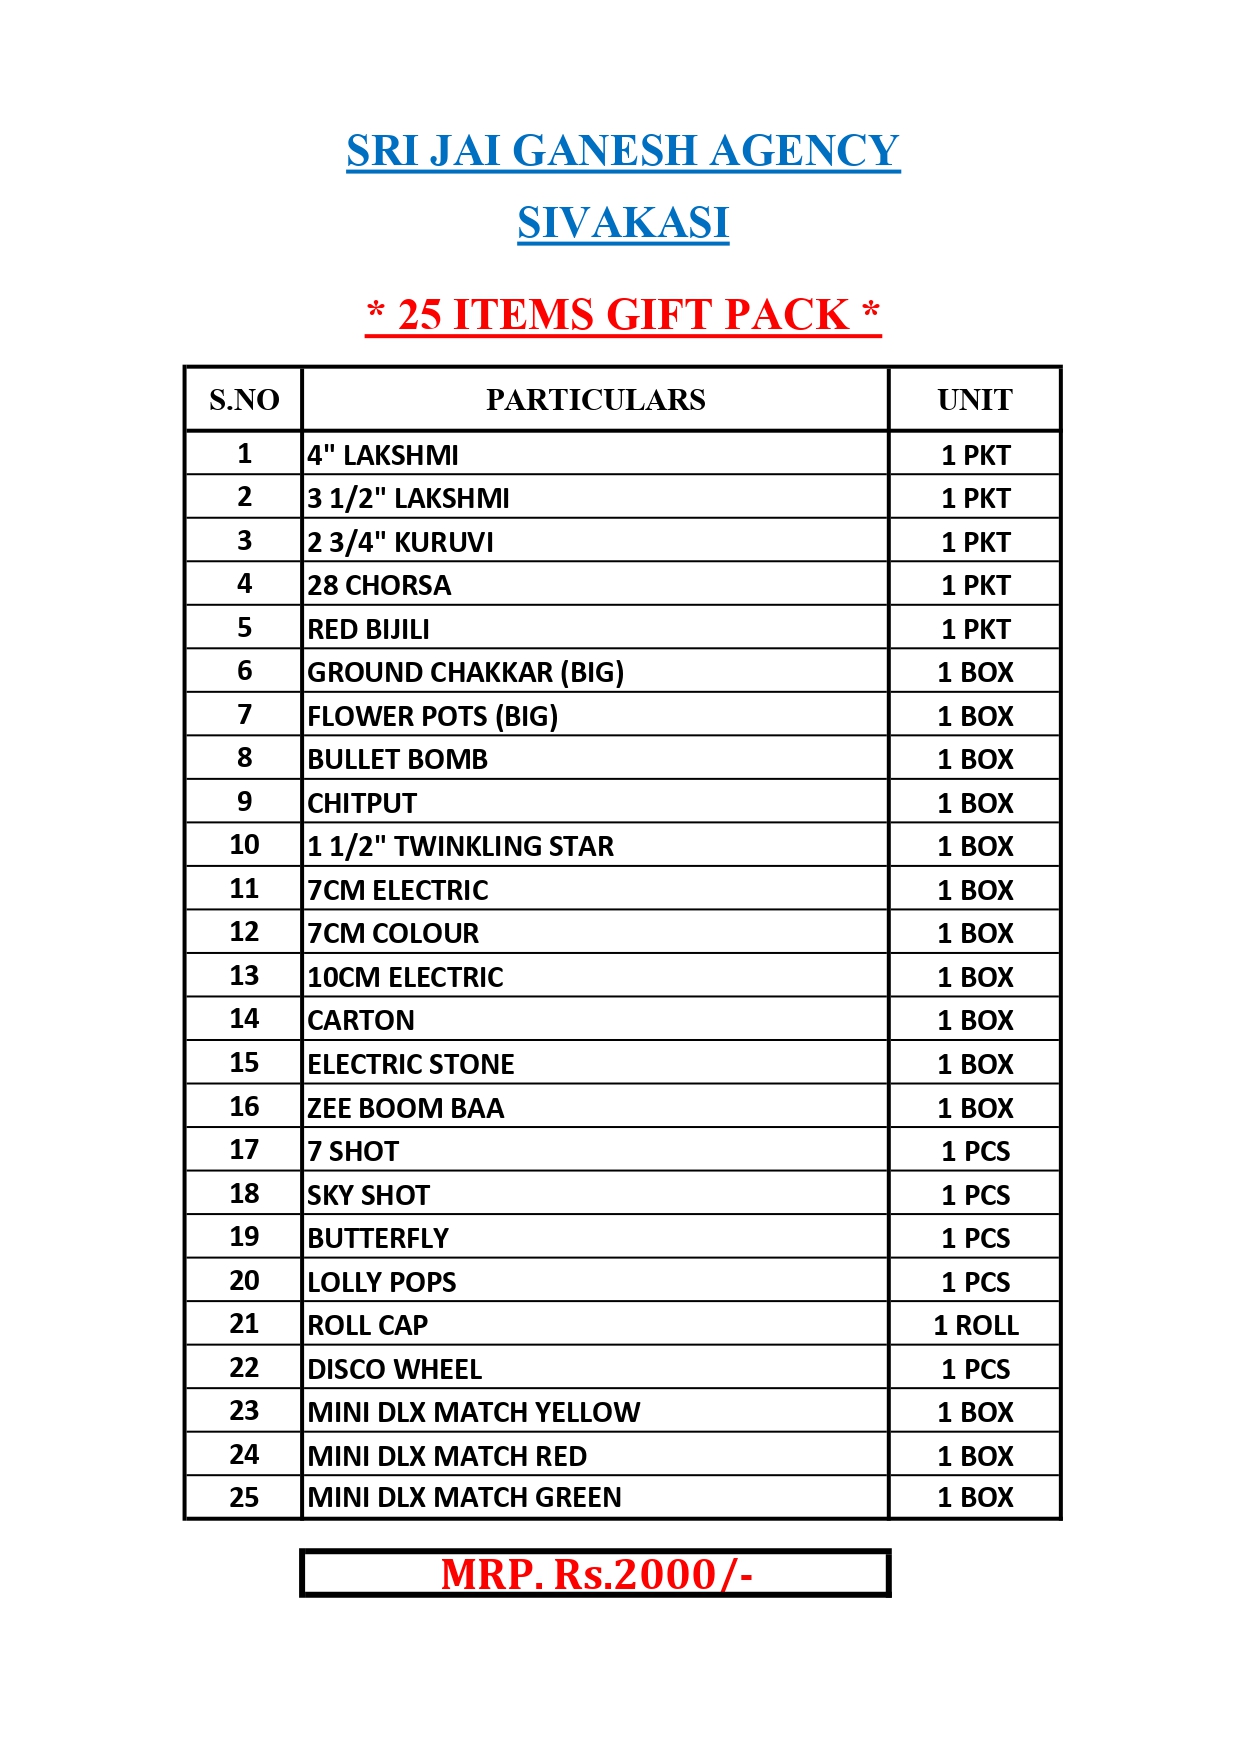 SRI JAI GANESH AGENCY
SIVAKASI
* 25 ITEMS GIFT PACK *
S.NO PARTICULARS UNIT
1 4" LAKSHMI 1 PKT
2 3 1/2" LAKSHMI 1 PKT
3 2 3/4" KURUVI 1 PKT
4 28 CHORSA 1 PKT
5 RED BIJILI 1 PKT
6 GROUND CHAKKAR (BIG) 1 BOX
7 FLOWER POTS (BIG) 1 BOX
8 BULLET BOMB 1 BOX
9 CHITPUT 1 BOX
10 1 1/2" TWINKLING STAR 1 BOX
11 7CM ELECTRIC 1 BOX
12 7CM COLOUR 1 BOX
13 10CM ELECTRIC 1 BOX
14 CARTON 1 BOX
15 ELECTRIC STONE 1 BOX
16 ZEE BOOM BAA 1 BOX
17 7 SHOT 1 PCS
18 SKY SHOT 1 PCS
19 BUTTERFLY 1 PCS
20 LOLLY POPS 1 PCS
21 ROLL CAP 1 ROLL
22 DISCO WHEEL 1 PCS
23 MINI DLX MATCH YELLOW 1 BOX
24 MINI DLX MATCH RED 1 BOX
25 MINI DLX MATCH GREEN 1 BOX
MRP. Rs.2000/-